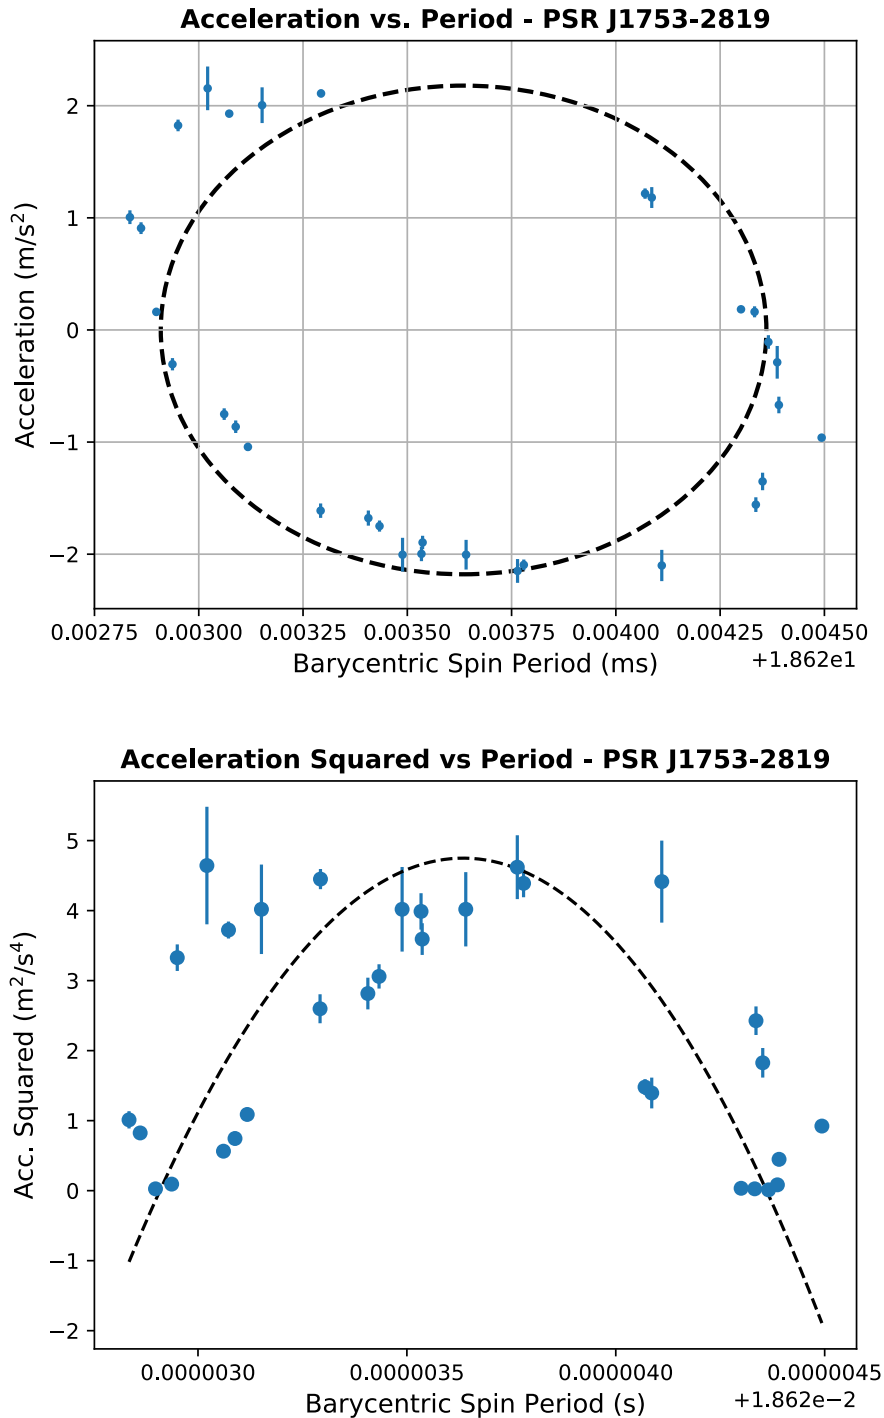 Acceleration vs. Period - PSR J1753-2819
2
1
0
−1
−2
Acceleration (m/s²)
0.00275 0.00300 0.00325 0.00350 0.00375 0.00400 0.00425 0.00450
Barycentric Spin Period (ms)
+1.862e1
Acceleration Squared vs Period - PSR J1753-2819
5
4
3
2
1
0
−1
−2
Acc. Squared (m²/s⁴)
0.0000030 0.0000035 0.0000040 0.0000045
Barycentric Spin Period (s)
+1.862e−2